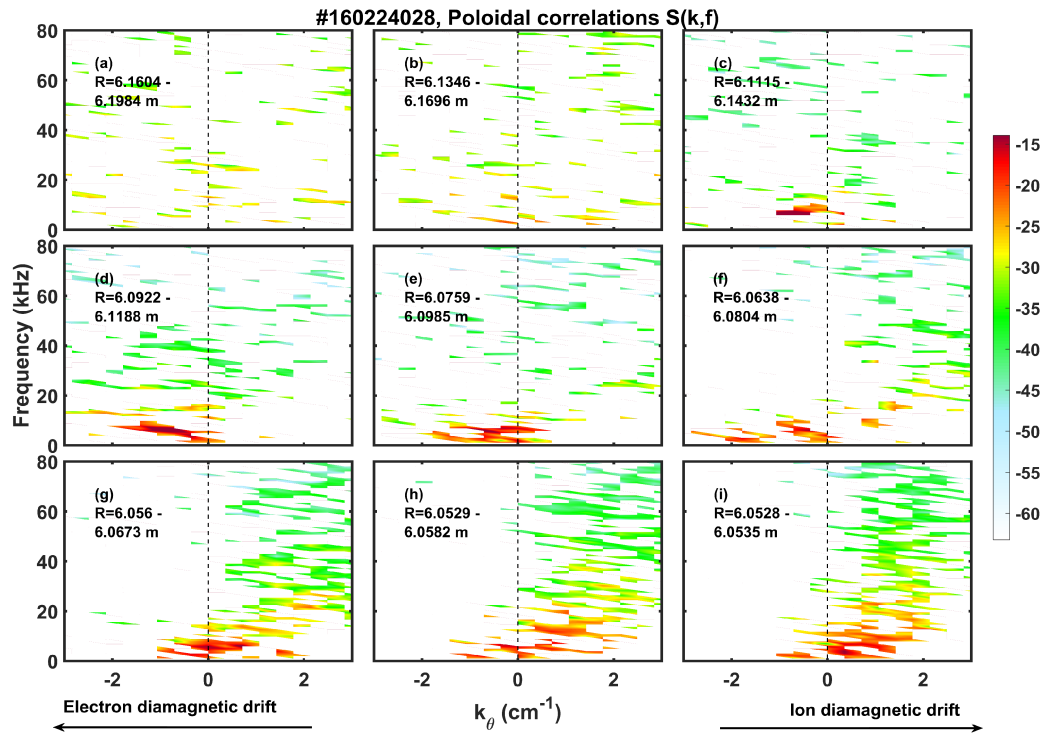 #160224028, Poloidal correlations S(k,f)
80
60
40
20
0
(a)
R=6.1604 -
6.1984 m
(b)
R=6.1346 -
6.1696 m
(c)
R=6.1115 -
6.1432 m
80
60
40
20
0
(d)
R=6.0922 -
6.1188 m
(e)
R=6.0759 -
6.0985 m
(f)
R=6.0638 -
6.0804 m
Frequency (kHz)
80
60
40
20
0
(g)
R=6.056 -
6.0673 m
(h)
R=6.0529 -
6.0582 m
(i)
R=6.0528 -
6.0535 m
-2 0 2
-2 0 2
-2 0 2
-15
-20
-25
-30
-35
-40
-45
-50
-55
-60
Electron diamagnetic drift
kθ (cm-1)
Ion diamagnetic drift